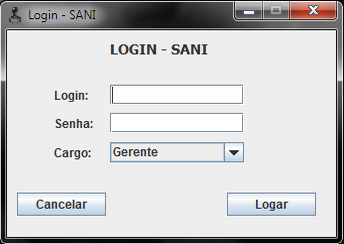 Login - SANI
LOGIN - SANI
Login:
Senha:
Cargo: Gerente
Cancelar Logar